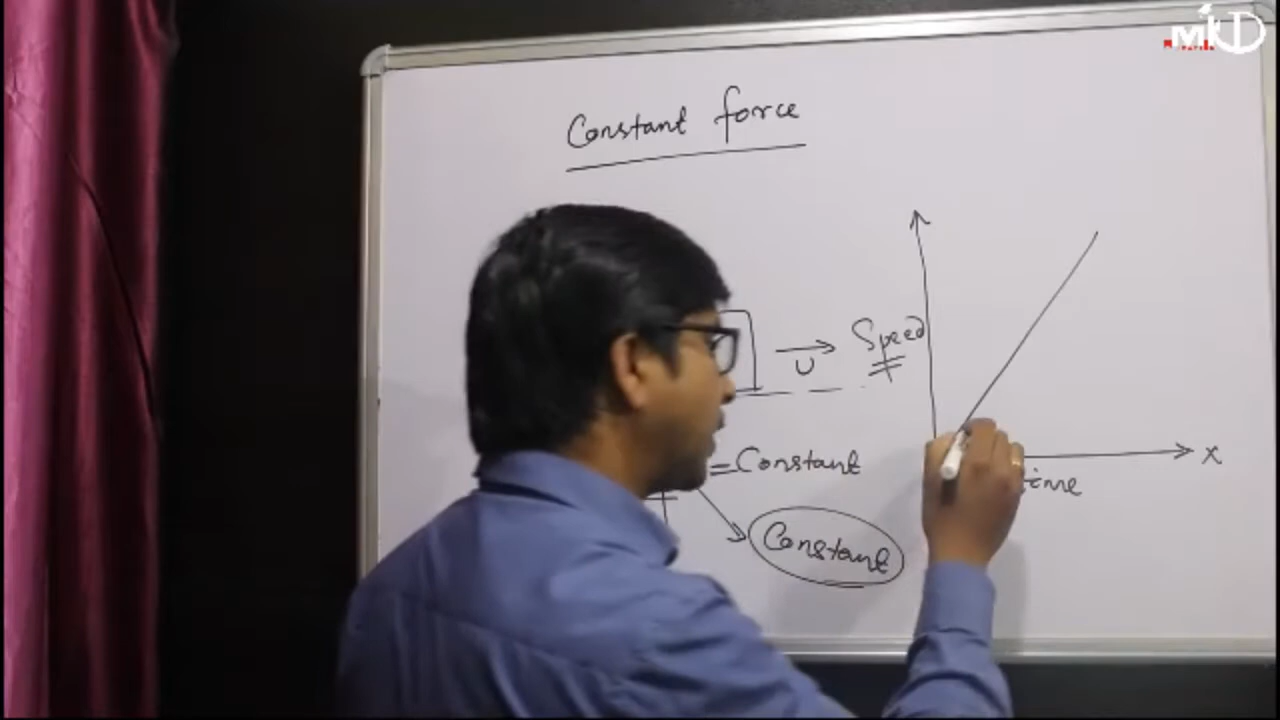 Constant force
Speed
U
= Constant
Constant
x
time